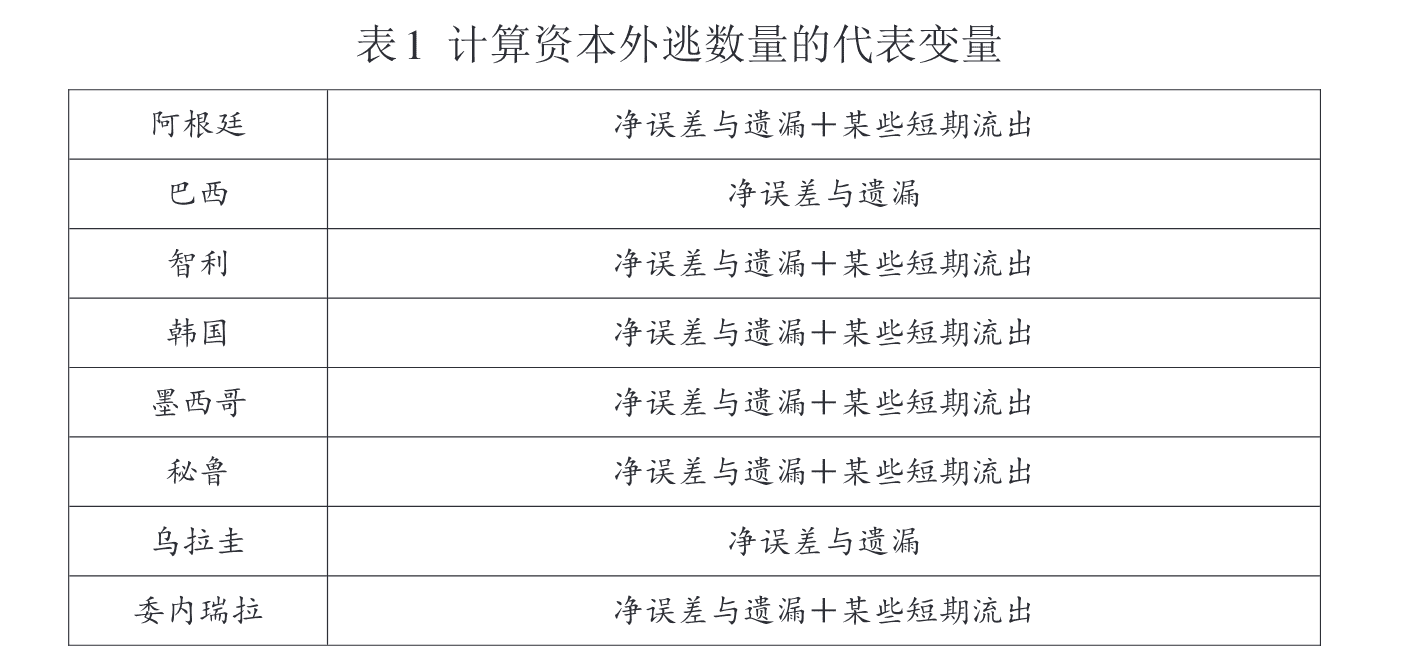 表1 计算资本外逃数量的代表变量
阿根廷 净误差与遗漏＋某些短期流出
巴西 净误差与遗漏
智利 净误差与遗漏＋某些短期流出
韩国 净误差与遗漏＋某些短期流出
墨西哥 净误差与遗漏＋某些短期流出
秘鲁 净误差与遗漏＋某些短期流出
乌拉圭 净误差与遗漏
委内瑞拉 净误差与遗漏＋某些短期流出